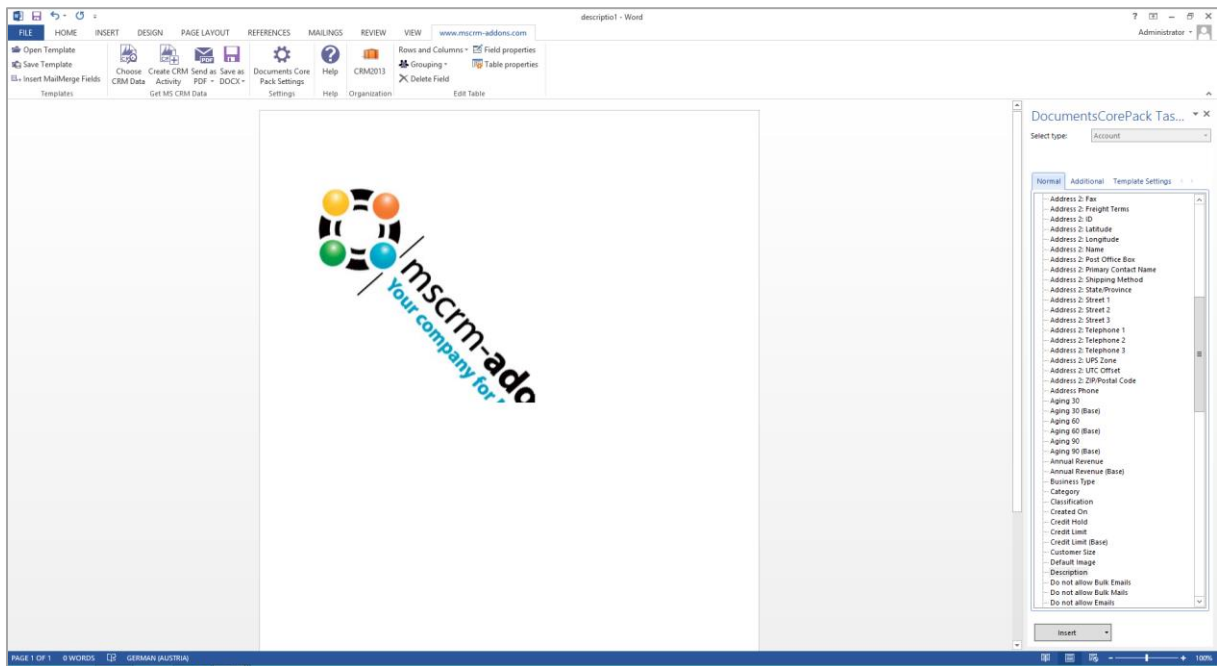 descriptio1 - Word
FILE HOME INSERT DESIGN PAGE LAYOUT REFERENCES MAILINGS REVIEW VIEW www.mscrm-addons.com
Administrator
Open Template
Save Template
Insert MailMerge Fields
Templates
Choose CRM Data
Create CRM Activity
Send as PDF
Save as DOCX
Get MS CRM Data
Documents Core Pack Settings
Settings
Help
Help
CRM2013
Organization
Rows and Columns
Grouping
Delete Field
Field properties
Table properties
Edit Table
mscrm-ado
Your company for
DocumentsCorePack Tas...
Select type: Account
Normal Additional Template Settings
Address 2: Fax
Address 2: Freight Terms
Address 2: ID
Address 2: Latitude
Address 2: Longitude
Address 2: Name
Address 2: Post Office Box
Address 2: Primary Contact Name
Address 2: Shipping Method
Address 2: State/Province
Address 2: Street 1
Address 2: Street 2
Address 2: Street 3
Address 2: Telephone 1
Address 2: Telephone 2
Address 2: Telephone 3
Address 2: UPS Zone
Address 2: UTC Offset
Address 2: ZIP/Postal Code
Address Phone
Aging 30
Aging 30 (Base)
Aging 60
Aging 60 (Base)
Aging 90
Aging 90 (Base)
Annual Revenue
Annual Revenue (Base)
Business Type
Category
Classification
Created On
Credit Hold
Credit Limit
Credit Limit (Base)
Customer Size
Default Image
Description
Do not allow Bulk Emails
Do not allow Bulk Mails
Do not allow Emails
Insert
PAGE 1 OF 1 0 WORDS GERMAN (AUSTRIA) 100%